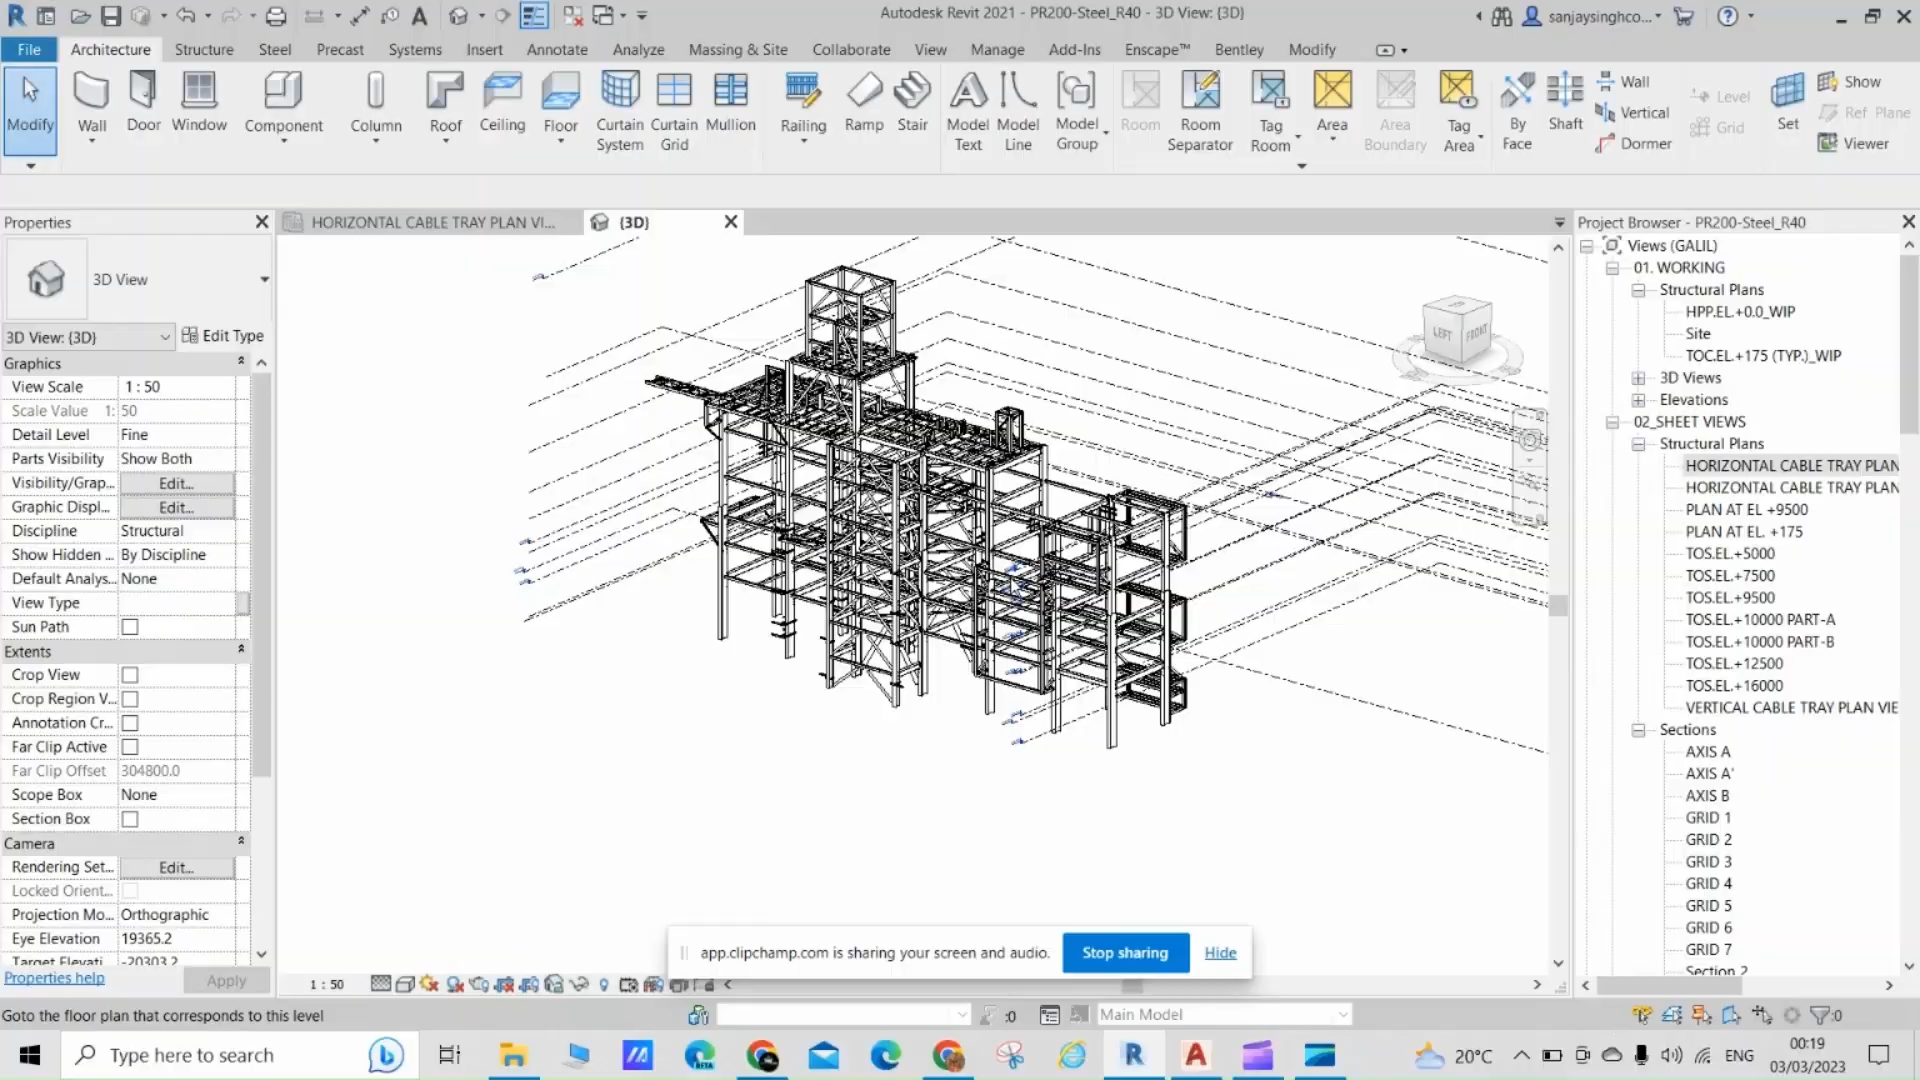 Autodesk Revit 2021 - PR200-Steel_R40 - 3D View: {3D}
sanjaysinghco...
File Architecture Structure Steel Precast Systems Insert Annotate Analyze Massing & Site Collaborate View Manage Add-Ins Enscape™ Bentley Modify
Modify
Wall
Door
Window
Component
Column
Roof
Ceiling
Floor
Curtain System
Curtain Grid
Mullion
Railing
Ramp
Stair
Model Text
Model Line
Model Group
Room
Room Separator
Tag Room
Area
Area Boundary
Tag Area
By Face
Shaft
Wall
Vertical
Dormer
Level
Grid
Set
Show
Ref Plane
Viewer
Properties
3D View
3D View: {3D}
Edit Type
Graphics
View Scale 1 : 50
Scale Value 1: 50
Detail Level Fine
Parts Visibility Show Both
Visibility/Grap... Edit...
Graphic Displ... Edit...
Discipline Structural
Show Hidden ... By Discipline
Default Analys... None
View Type
Sun Path
Extents
Crop View
Crop Region V...
Annotation Cr...
Far Clip Active
Far Clip Offset 304800.0
Scope Box None
Section Box
Camera
Rendering Set... Edit...
Locked Orient...
Projection Mo... Orthographic
Eye Elevation 19365.2
Target Elevati... -20303.2
Properties help
Apply
HORIZONTAL CABLE TRAY PLAN VI...
{3D}
LEFT
FRONT
Project Browser - PR200-Steel_R40
Views (GALIL)
01. WORKING
Structural Plans
HPP.EL.+0.0_WIP
Site
TOC.EL.+175 (TYP.)_WIP
3D Views
Elevations
02_SHEET VIEWS
Structural Plans
HORIZONTAL CABLE TRAY PLAN
HORIZONTAL CABLE TRAY PLAN
PLAN AT EL +9500
PLAN AT EL. +175
TOS.EL.+5000
TOS.EL.+7500
TOS.EL.+9500
TOS.EL.+10000 PART-A
TOS.EL.+10000 PART-B
TOS.EL.+12500
TOS.EL.+16000
VERTICAL CABLE TRAY PLAN VIE
Sections
AXIS A
AXIS A'
AXIS B
GRID 1
GRID 2
GRID 3
GRID 4
GRID 5
GRID 6
GRID 7
Section 2
app.clipchamp.com is sharing your screen and audio.
Stop sharing
Hide
1 : 50
Goto the floor plan that corresponds to this level
:0
Main Model
:0
Type here to search
BETA
20°C
ENG
00:19
03/03/2023